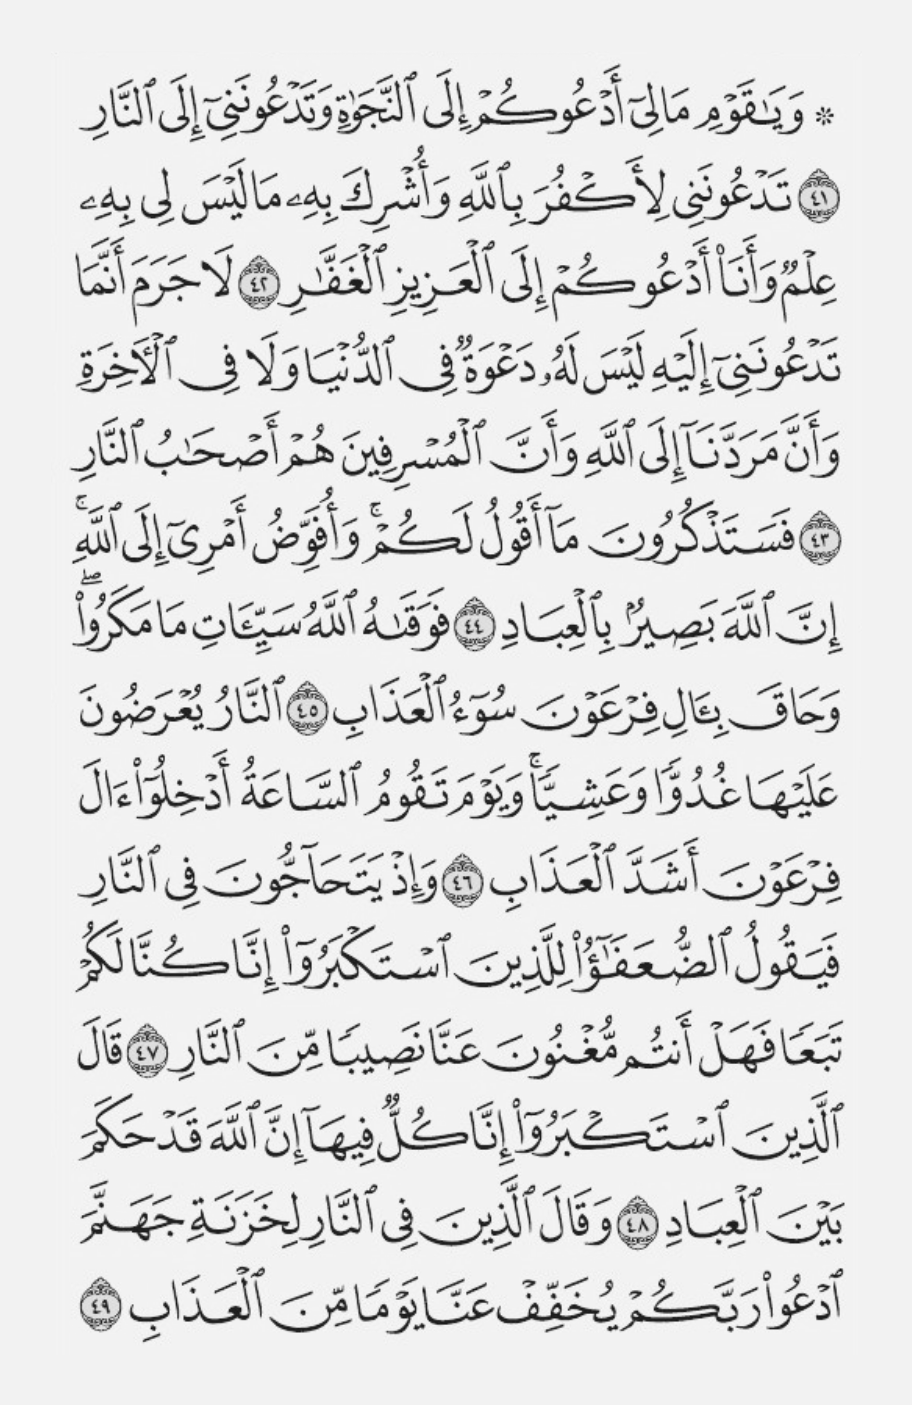 ۞ وَيَٰقَوْمِ مَا لِىٓ أَدْعُوكُمْ إِلَى ٱلنَّجَوٰةِ وَتَدْعُونَنِىٓ إِلَى ٱلنَّارِ
٤١ تَدْعُونَنِى لِأَكْفُرَ بِٱللَّهِ وَأُشْرِكَ بِهِۦ مَا لَيْسَ لِى بِهِۦ
عِلْمٌ وَأَنَا۠ أَدْعُوكُمْ إِلَى ٱلْعَزِيزِ ٱلْغَفَّٰرِ ٤٢ لَا جَرَمَ أَنَّمَا
تَدْعُونَنِىٓ إِلَيْهِ لَيْسَ لَهُۥ دَعْوَةٌ فِى ٱلدُّنْيَا وَلَا فِى ٱلْـَٔاخِرَةِ
وَأَنَّ مَرَدَّنَآ إِلَى ٱللَّهِ وَأَنَّ ٱلْمُسْرِفِينَ هُمْ أَصْحَٰبُ ٱلنَّارِ
٤٣ فَسَتَذْكُرُونَ مَآ أَقُولُ لَكُمْ ۚ وَأُفَوِّضُ أَمْرِىٓ إِلَى ٱللَّهِ ۚ
إِنَّ ٱللَّهَ بَصِيرٌۢ بِٱلْعِبَادِ ٤٤ فَوَقَىٰهُ ٱللَّهُ سَيِّـَٔاتِ مَا مَكَرُوا۟ ۖ
وَحَاقَ بِـَٔالِ فِرْعَوْنَ سُوٓءُ ٱلْعَذَابِ ٤٥ ٱلنَّارُ يُعْرَضُونَ
عَلَيْهَا غُدُوًّا وَعَشِيًّا ۚ وَيَوْمَ تَقُومُ ٱلسَّاعَةُ أَدْخِلُوٓا۟ ءَالَ
فِرْعَوْنَ أَشَدَّ ٱلْعَذَابِ ٤٦ وَإِذْ يَتَحَآجُّونَ فِى ٱلنَّارِ
فَيَقُولُ ٱلضُّعَفَٰٓؤُا۟ لِلَّذِينَ ٱسْتَكْبَرُوٓا۟ إِنَّا كُنَّا لَكُمْ
تَبَعًا فَهَلْ أَنتُم مُّغْنُونَ عَنَّا نَصِيبًا مِّنَ ٱلنَّارِ ٤٧ قَالَ
ٱلَّذِينَ ٱسْتَكْبَرُوٓا۟ إِنَّا كُلٌّ فِيهَآ إِنَّ ٱللَّهَ قَدْ حَكَمَ
بَيْنَ ٱلْعِبَادِ ٤٨ وَقَالَ ٱلَّذِينَ فِى ٱلنَّارِ لِخَزَنَةِ جَهَنَّمَ
ٱدْعُوا۟ رَبَّكُمْ يُخَفِّفْ عَنَّا يَوْمًا مِّنَ ٱلْعَذَابِ ٤٩